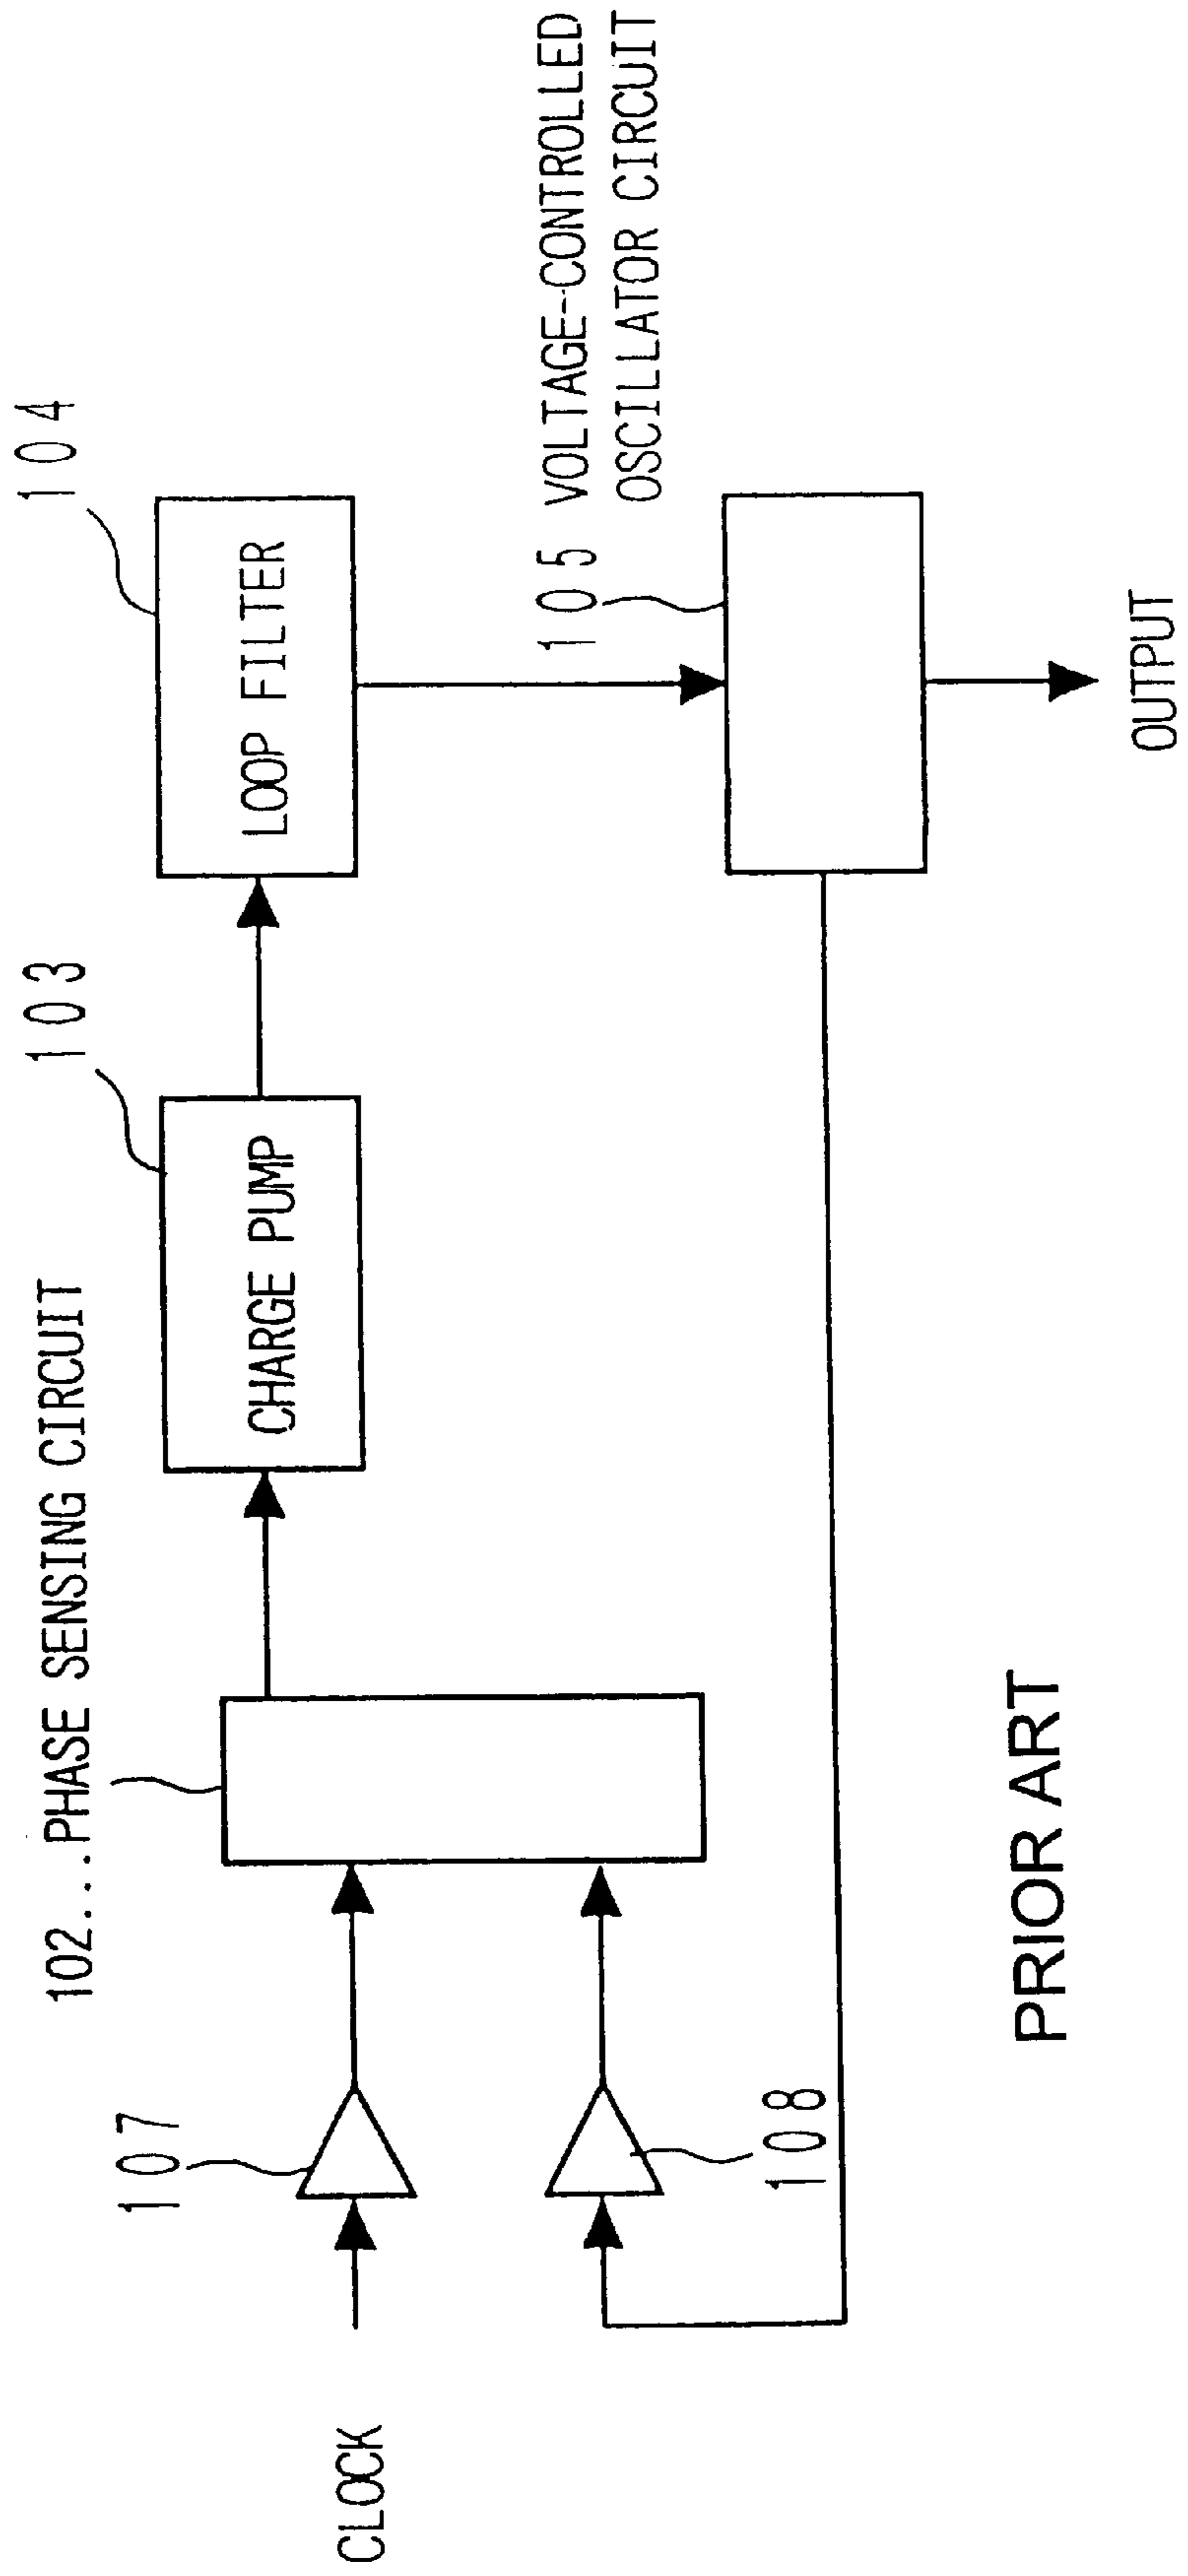 102...PHASE SENSING CIRCUIT
103
104
CHARGE PUMP
LOOP FILTER
107
CLOCK
108
105 VOLTAGE-CONTROLLED
OSCILLATOR CIRCUIT
OUTPUT
PRIOR ART